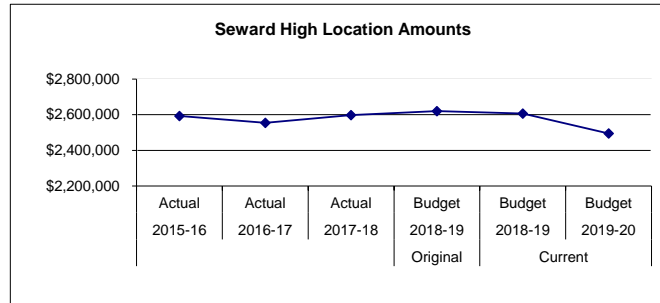 Seward High Location Amounts
$2,800,000
$2,600,000
$2,400,000
$2,200,000
Actual Actual Actual Budget Budget Budget
2015-16 2016-17 2017-18 2018-19 2018-19 2019-20
Original Current